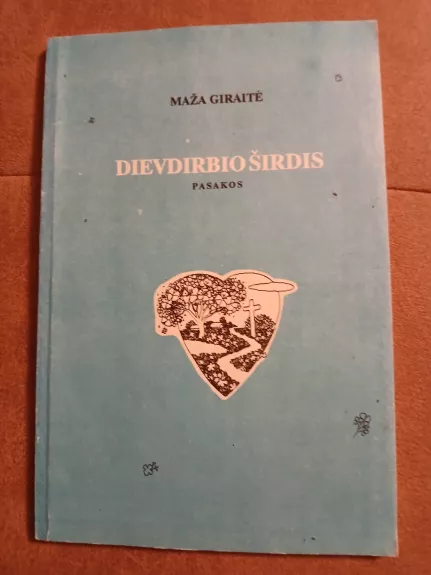 MAŽA GIRAITĖ
DIEVDIRBIO ŠIRDIS
PASAKOS